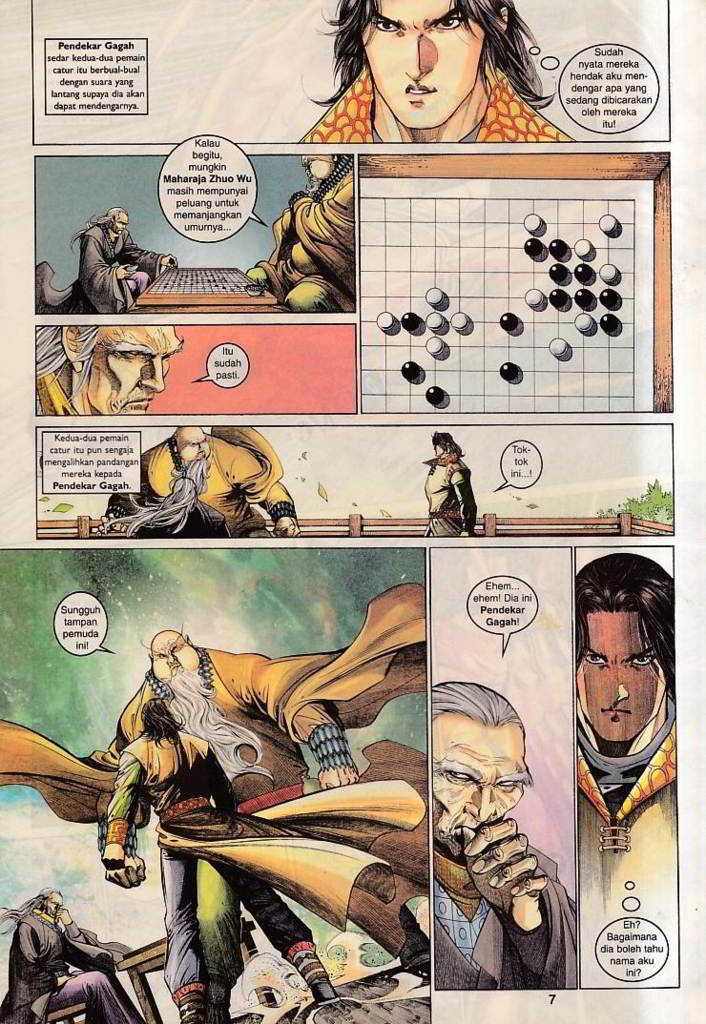 Pendekar Gagah
sedar kedua-dua pemain
catur itu berbual-bual
dengan suara yang
lantang supaya dia akan
dapat mendengarnya.
Sudah
nyata mereka
hendak aku men-
dengar apa yang
sedang dibicarakan
oleh mereka
itu!
Kalau
begitu,
mungkin
Maharaja Zhuo Wu
masih mempunyai
peluang untuk
memanjangkan
umurnya...
Itu
sudah
pasti.
Kedua-dua pemain
catur itu pun sengaja
mengalihkan pandangan
mereka kepada
Pendekar Gagah.
Tok-
tok
ini...!
Sungguh
tampan
pemuda
ini!
Ehem...
ehem! Dia ini
Pendekar
Gagah!
Eh?
Bagaimana
dia boleh tahu
nama aku
ini?
7